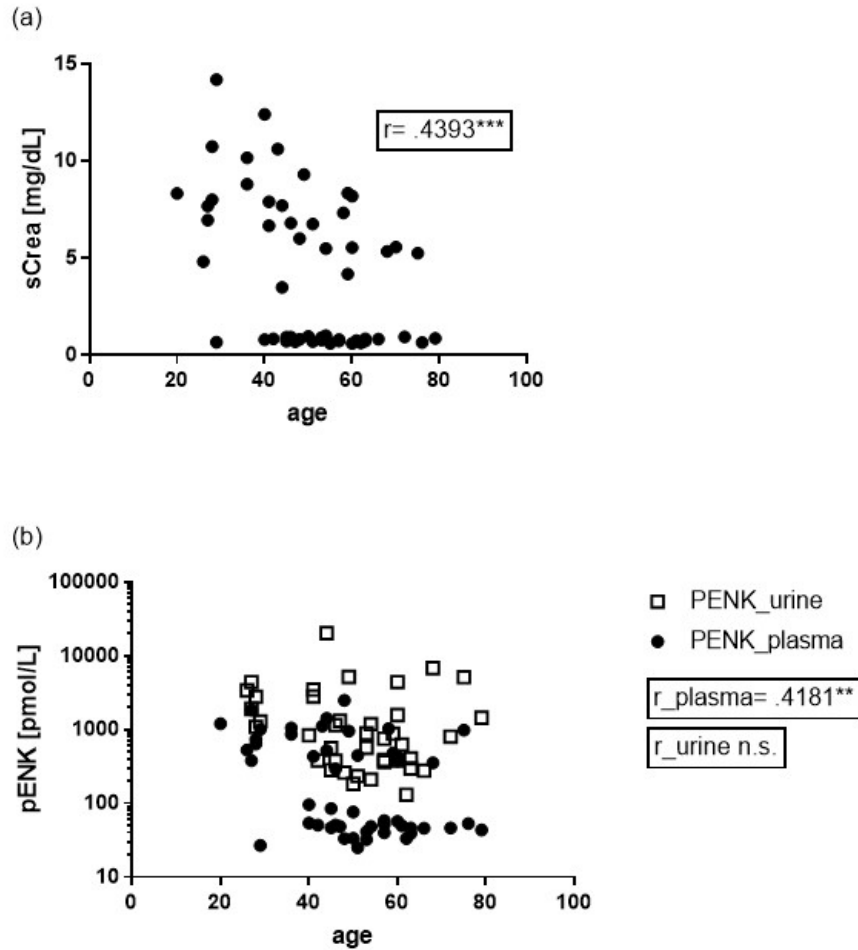 (a)
15
10
5
0
sCrea [mg/dL]
r= .4393***
0 20 40 60 80 100
age
(b)
100000
10000
1000
100
10
pENK [pmol/L]
0 20 40 60 80 100
age
PENK_urine
PENK_plasma
r_plasma= .4181**
r_urine n.s.